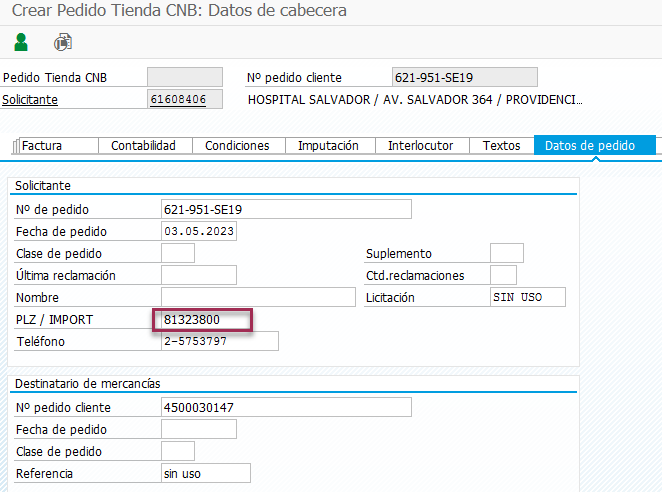 Crear Pedido Tienda CNB: Datos de cabecera
Pedido Tienda CNB Nº pedido cliente 621-951-SE19
Solicitante 61608406 HOSPITAL SALVADOR / AV. SALVADOR 364 / PROVIDENCI...
Factura Contabilidad Condiciones Imputación Interlocutor Textos Datos de pedido
Solicitante
Nº de pedido 621-951-SE19
Fecha de pedido 03.05.2023
Clase de pedido Suplemento
Última reclamación Ctd.reclamaciones
Nombre Licitación SIN USO
PLZ / IMPORT 81323800
Teléfono 2-5753797
Destinatario de mercancías
Nº pedido cliente 4500030147
Fecha de pedido
Clase de pedido
Referencia sin uso